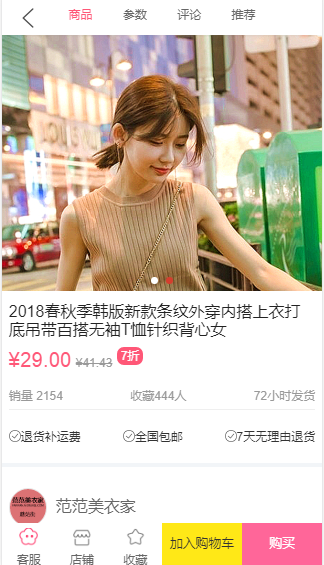 商品 参数 评论 推荐
2018春秋季韩版新款条纹外穿内搭上衣打
底吊带百搭无袖T恤针织背心女
¥29.00 ¥41.43 7折
销量 2154 收藏444人 72小时发货
退货补运费 全国包邮 7天无理由退货
范范美衣家
范范美衣家
客服 店铺 收藏 加入购物车 购买